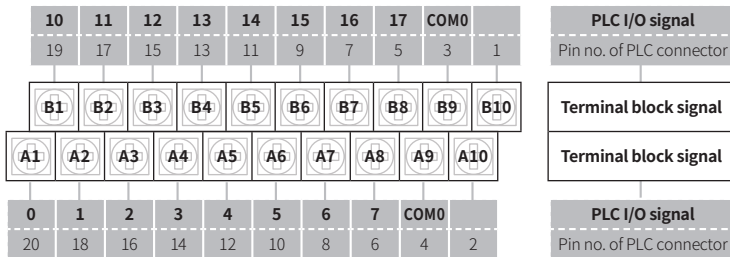 10 11 12 13 14 15 16 17 COM0 PLC I/O signal
19 17 15 13 11 9 7 5 3 1 Pin no. of PLC connector
B1 B2 B3 B4 B5 B6 B7 B8 B9 B10 Terminal block signal
A1 A2 A3 A4 A5 A6 A7 A8 A9 A10 Terminal block signal
0 1 2 3 4 5 6 7 COM0 PLC I/O signal
20 18 16 14 12 10 8 6 4 2 Pin no. of PLC connector